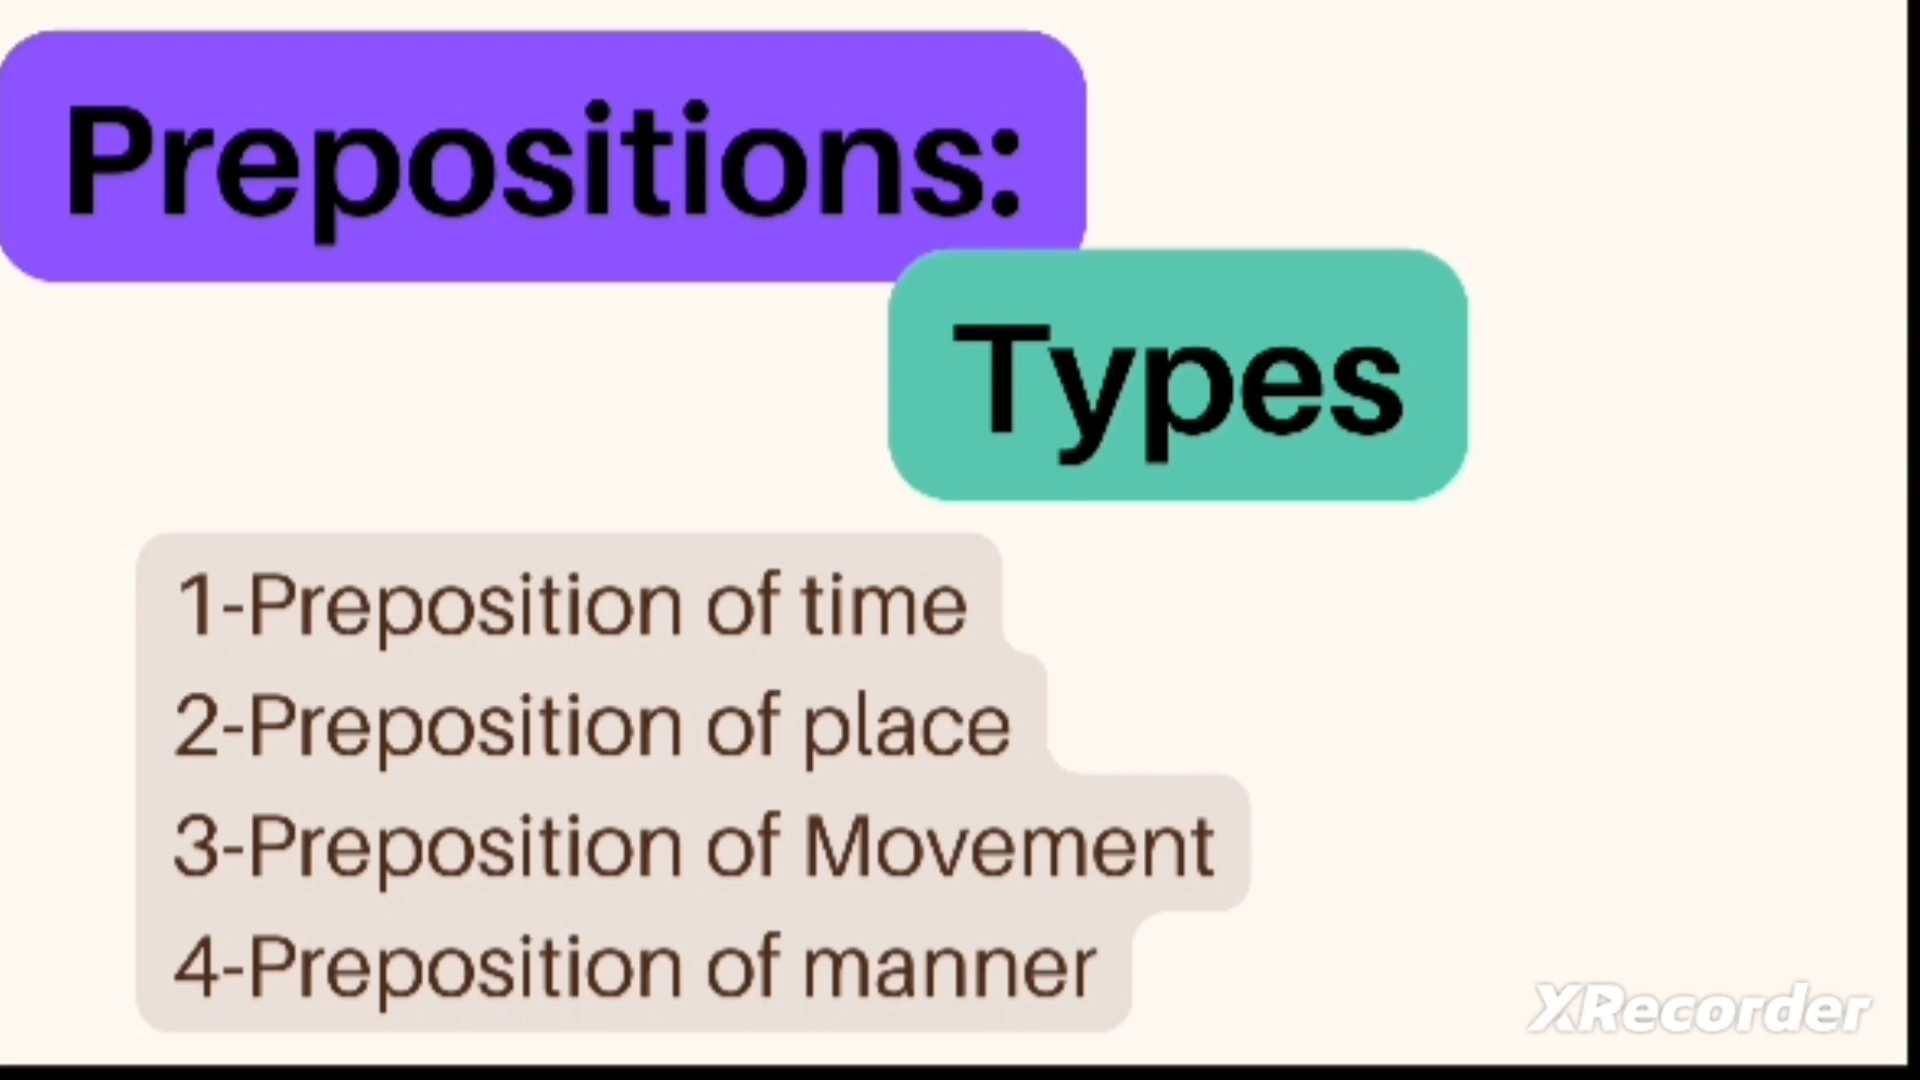 Prepositions:
Types
1-Preposition of time
2-Preposition of place
3-Preposition of Movement
4-Preposition of manner
XRecorder